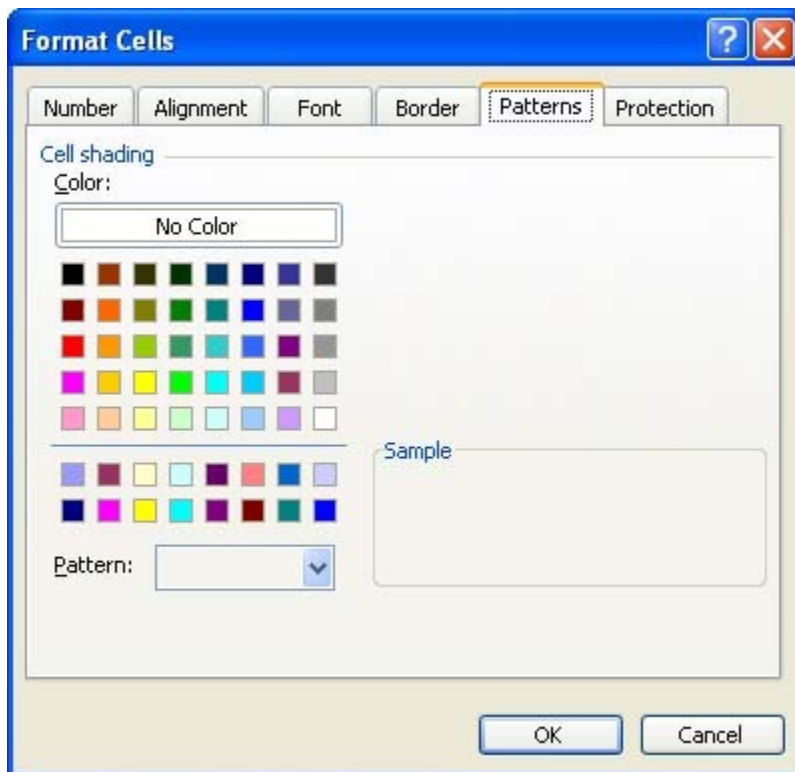 Format Cells
Number Alignment Font Border Patterns Protection
Cell shading
Color:
No Color
Sample
Pattern:
OK Cancel